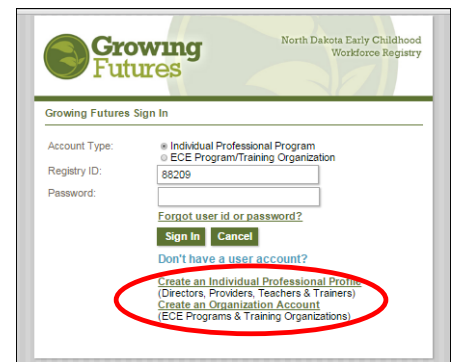 Growing
Futures
North Dakota Early Childhood
Workforce Registry
Growing Futures Sign In
Account Type:
Individual Professional Program
ECE Program/Training Organization
Registry ID:
88209
Password:
Forgot user id or password?
Sign In
Cancel
Don't have a user account?
Create an Individual Professional Profile
(Directors, Providers, Teachers & Trainers)
Create an Organization Account
(ECE Programs & Training Organizations)